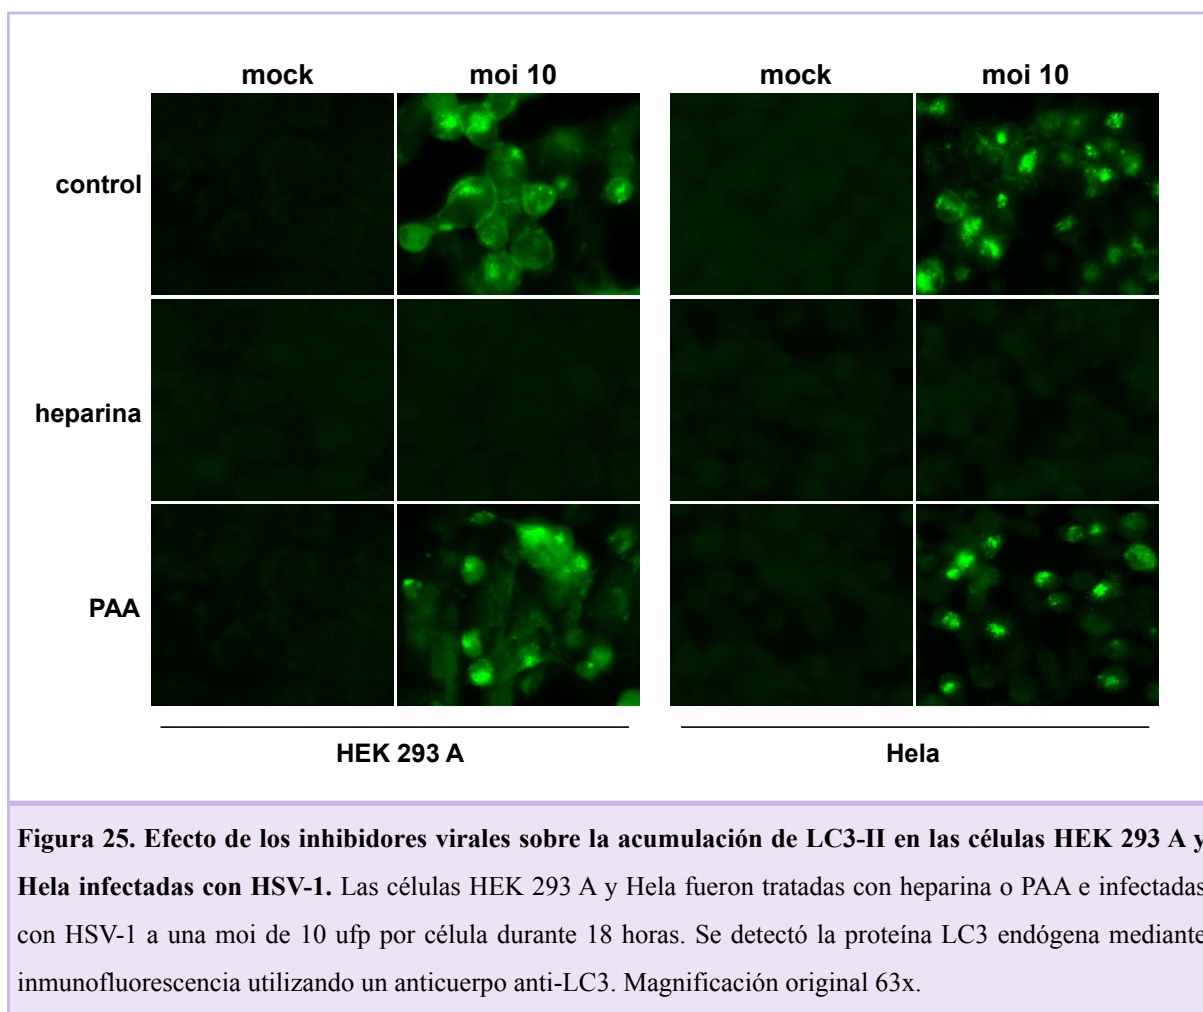 mock moi 10 mock moi 10
control
heparina
PAA
HEK 293 A Hela
Figura 25. Efecto de los inhibidores virales sobre la acumulación de LC3-II en las células HEK 293 A y
Hela infectadas con HSV-1. Las células HEK 293 A y Hela fueron tratadas con heparina o PAA e infectadas
con HSV-1 a una moi de 10 ufp por célula durante 18 horas. Se detectó la proteína LC3 endógena mediante
inmunofluorescencia utilizando un anticuerpo anti-LC3. Magnificación original 63x.